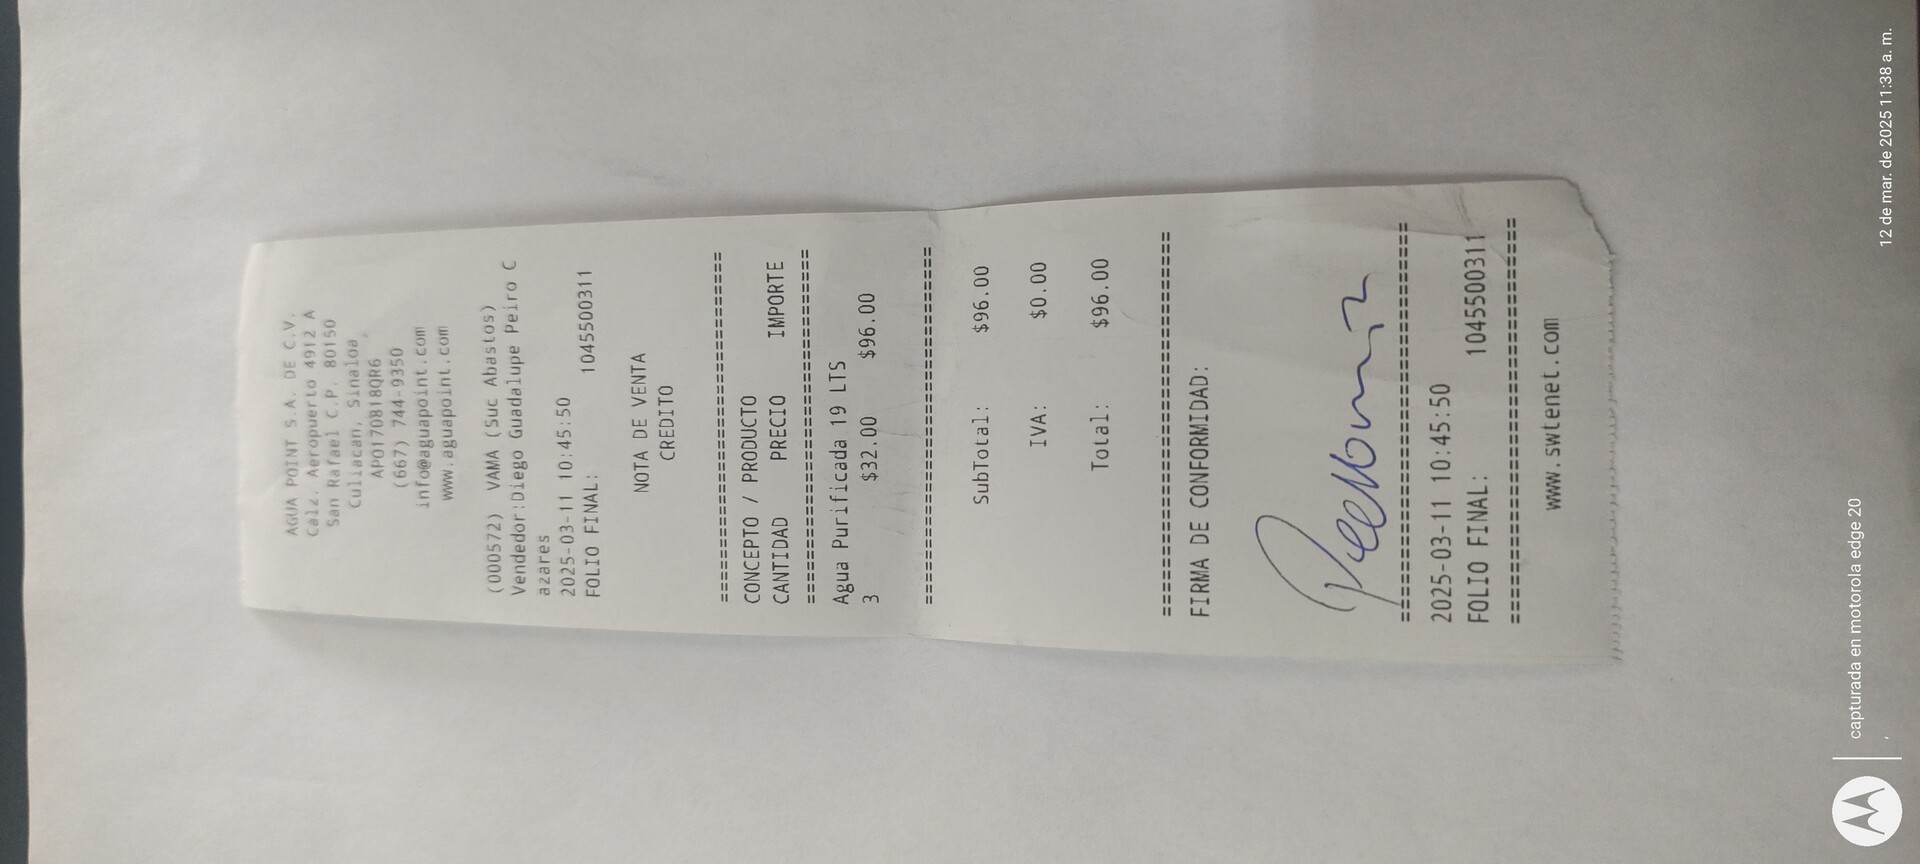 AGUA POINT S.A. DE C.V.
Calz. Aeropuerto 4912 A
San Rafael C.P. 80150
Culiacan, Sinaloa,
APO170818QR6
(667) 744-9350
info@aguapoint.com
www.aguapoint.com
(000572) VAMA (Suc Abastos)
Vendedor:Diego Guadalupe Peiro C
azares
2025-03-11 10:45:50
FOLIO FINAL: 1045500311
NOTA DE VENTA
CREDITO
================================
CONCEPTO / PRODUCTO
CANTIDAD PRECIO IMPORTE
================================
Agua Purificada 19 LTS
3 $32.00 $96.00
================================
SubTotal: $96.00
IVA: $0.00
Total: $96.00
================================
FIRMA DE CONFORMIDAD:
================================
2025-03-11 10:45:50
FOLIO FINAL: 1045500311
================================
www.swtenet.com
capturada en motorola edge 20
12 de mar. de 2025 11:38 a. m.